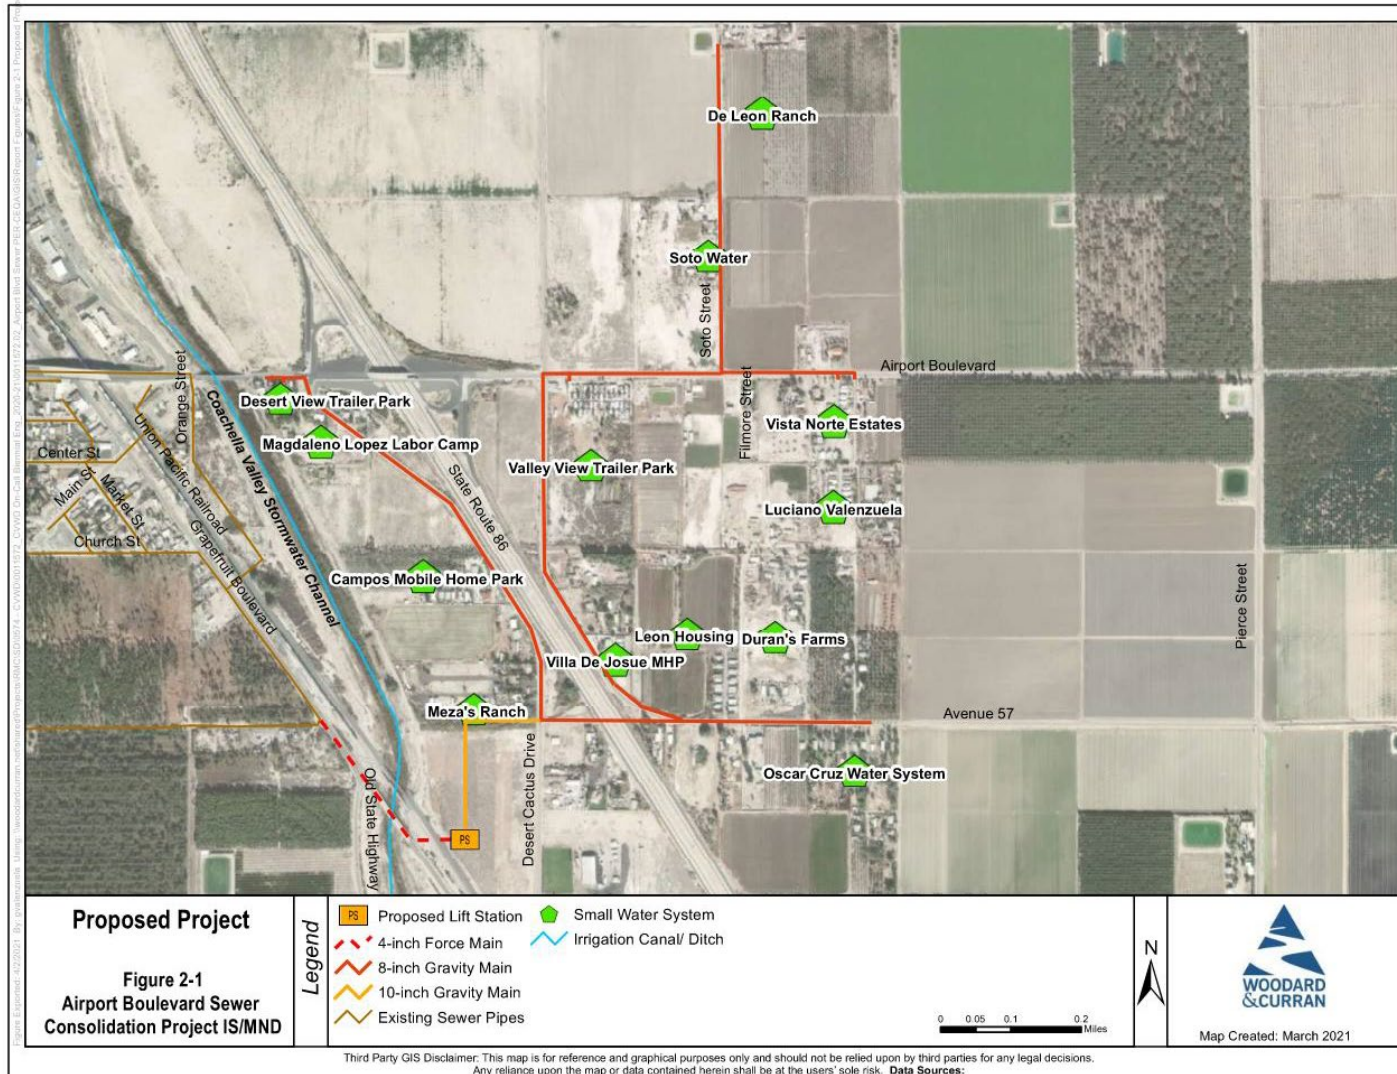 De Leon Ranch
Soto Water
Soto Street
Airport Boulevard
Orange Street
Desert View Trailer Park
Magdaleno Lopez Labor Camp
Coachella Valley Stormwater Channel
Union Pacific Railroad
Center St
Main St
Market St
Church St
Grapefruit Boulevard
State Route 86
Valley View Trailer Park
Filmore Street
Vista Norte Estates
Luciano Valenzuela
Campos Mobile Home Park
Leon Housing
Duran's Farms
Villa De Josue MHP
Pierce Street
Meza's Ranch
Avenue 57
Desert Cactus Drive
Oscar Cruz Water System
Old State Highway
PS
Proposed Project
Figure 2-1
Airport Boulevard Sewer
Consolidation Project IS/MND
Legend
PS Proposed Lift Station
4-inch Force Main
8-inch Gravity Main
10-inch Gravity Main
Existing Sewer Pipes
Small Water System
Irrigation Canal/ Ditch
0 0.05 0.1 0.2
Miles
N
WOODARD
&CURRAN
Map Created: March 2021
Third Party GIS Disclaimer: This map is for reference and graphical purposes only and should not be relied upon by third parties for any legal decisions.
Any reliance upon the map or data contained herein shall be at the users' sole risk. Data Sources: